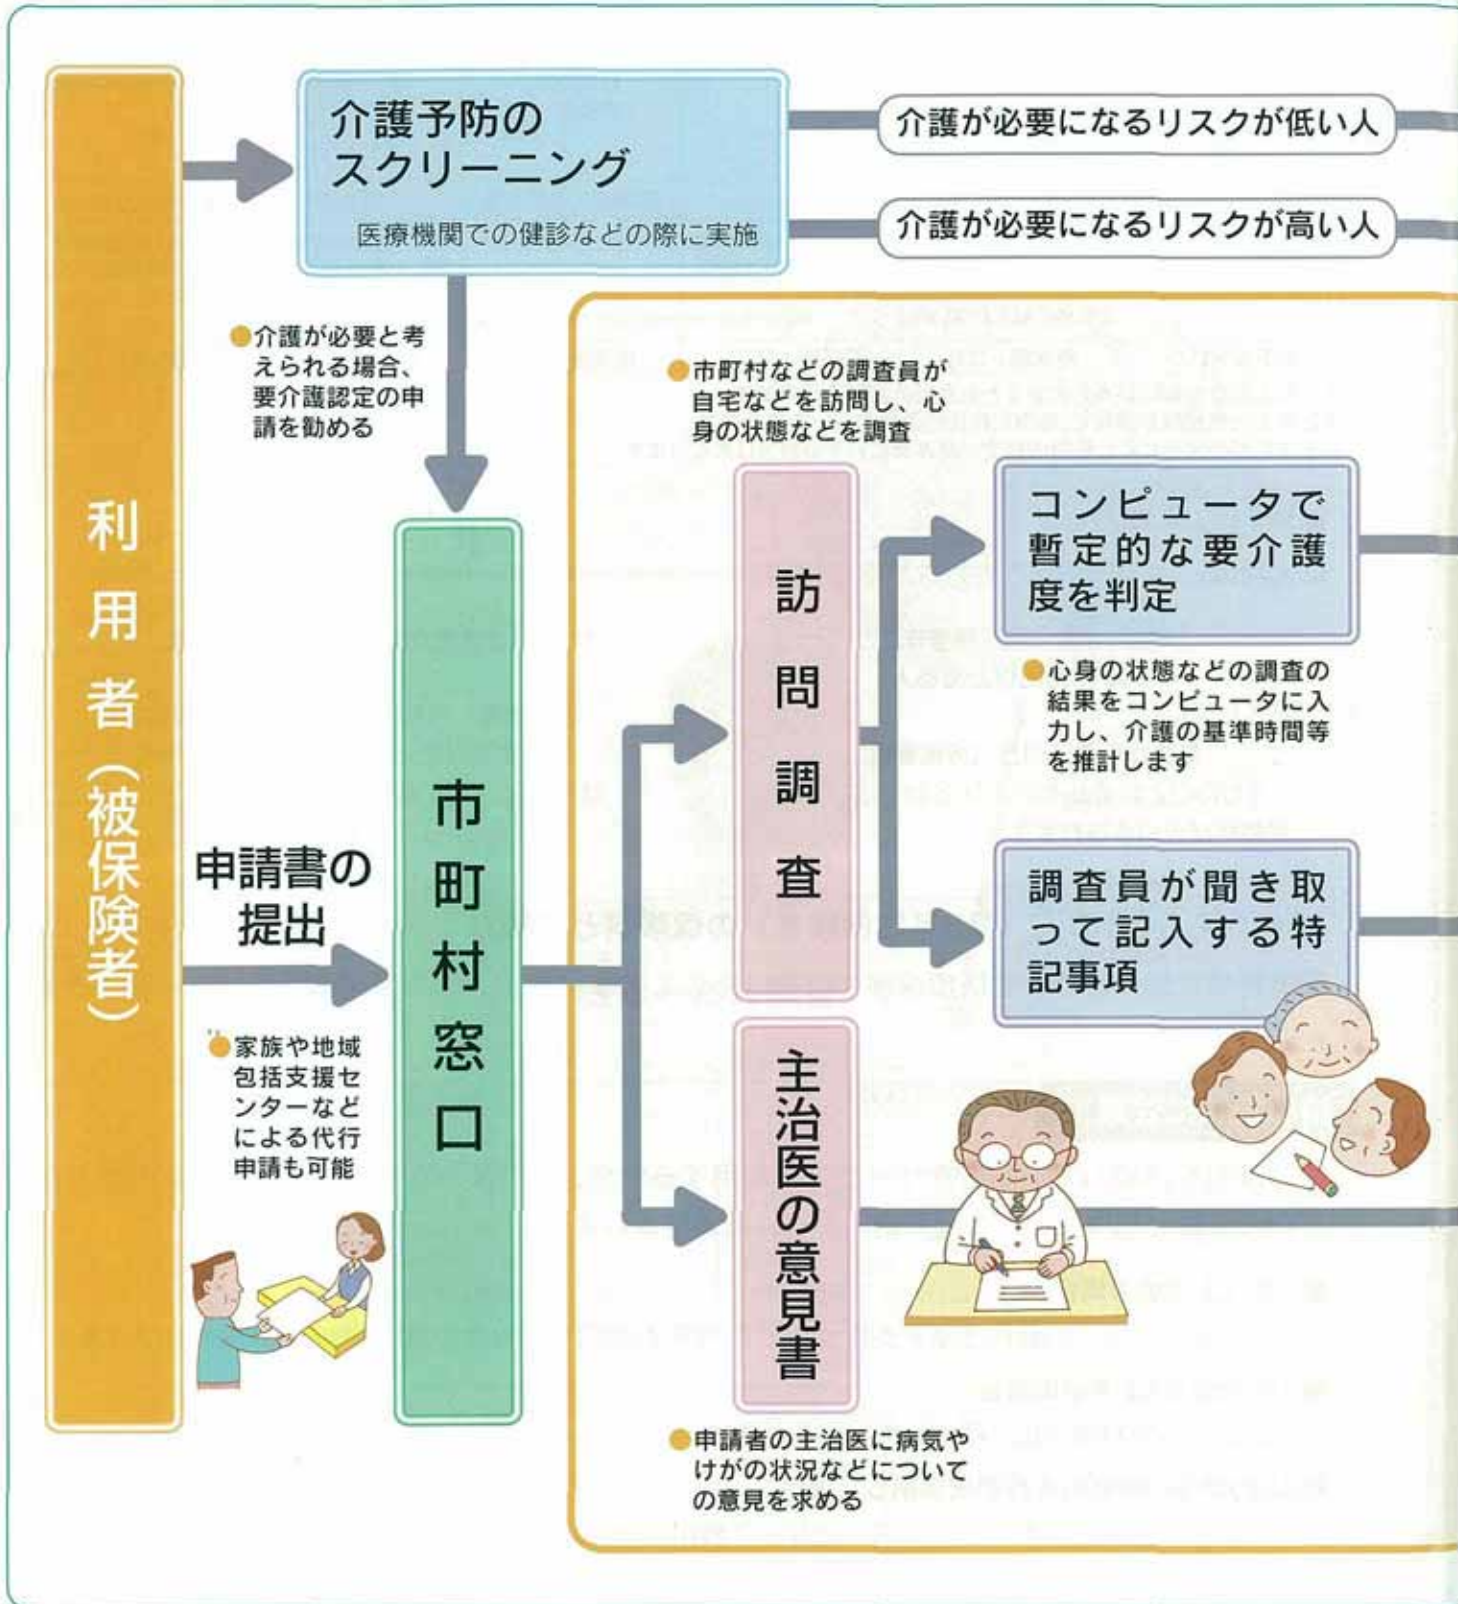 利用者（被保険者）
介護予防の
スクリーニング
医療機関での健診などの際に実施
介護が必要になるリスクが低い人
介護が必要になるリスクが高い人
●介護が必要と考
えられる場合、
要介護認定の申
請を勧める
申請書の
提出
●家族や地域
包括支援セ
ンターなど
による代行
申請も可能
市町村窓口
●市町村などの調査員が
自宅などを訪問し、心
身の状態などを調査
訪問調査
コンピュータで
暫定的な要介護
度を判定
●心身の状態などの調査の
結果をコンピュータに入
力し、介護の基準時間等
を推計します
調査員が聞き取
って記入する特
記事項
主治医の意見書
●申請者の主治医に病気や
けがの状況などについて
の意見を求める